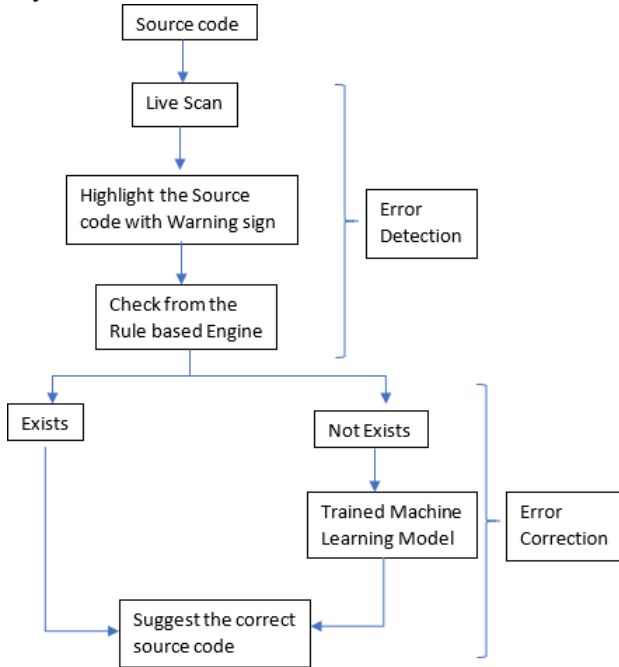 Source code
Live Scan
Highlight the Source
code with Warning sign
Error
Detection
Check from the
Rule based Engine
Exists
Not Exists
Trained Machine
Learning Model
Error
Correction
Suggest the correct
source code